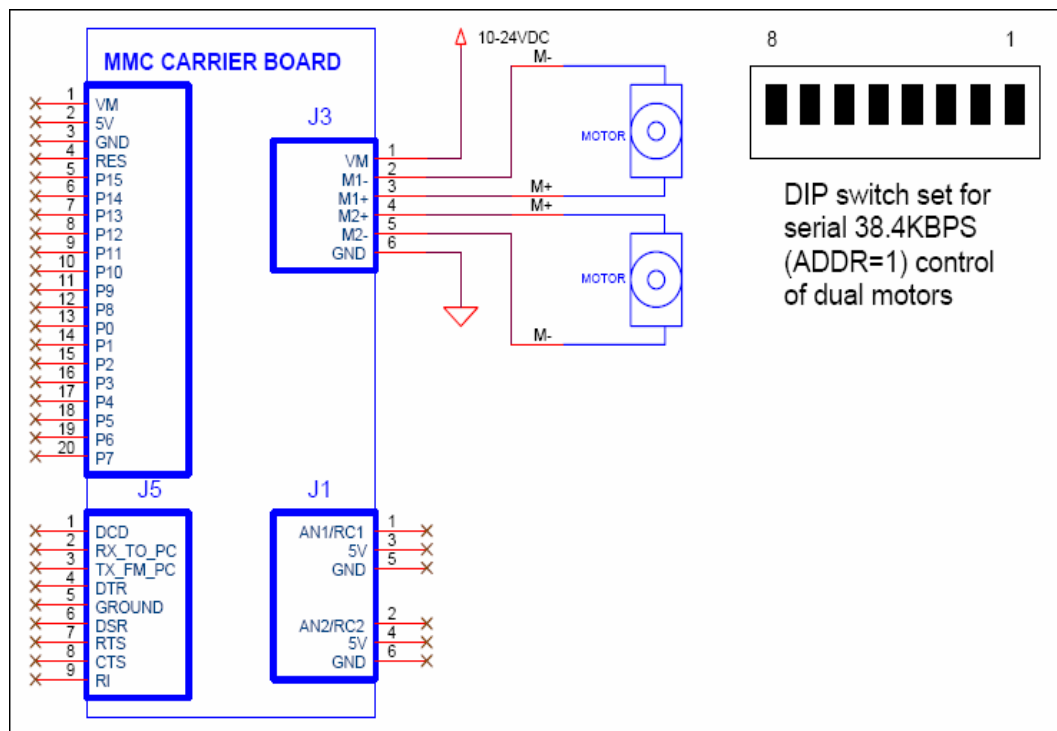 MMC CARRIER BOARD
1 VM
2 5V
3 GND
4 RES
5 P15
6 P14
7 P13
8 P12
9 P11
10 P10
11 P9
12 P8
13 P0
14 P1
15 P2
16 P3
17 P4
18 P5
19 P6
20 P7
J3
VM 1
M1- 2
M1+ 3
M2+ 4
M2- 5
GND 6
10-24VDC
M-
MOTOR
M+
M+
MOTOR
M-
8 1
DIP switch set for
serial 38.4KBPS
(ADDR=1) control
of dual motors
J5
1 DCD
2 RX_TO_PC
3 TX_FM_PC
4 DTR
5 GROUND
6 DSR
7 RTS
8 CTS
9 RI
J1
AN1/RC1 1
5V 3
GND 5
AN2/RC2 2
5V 4
GND 6